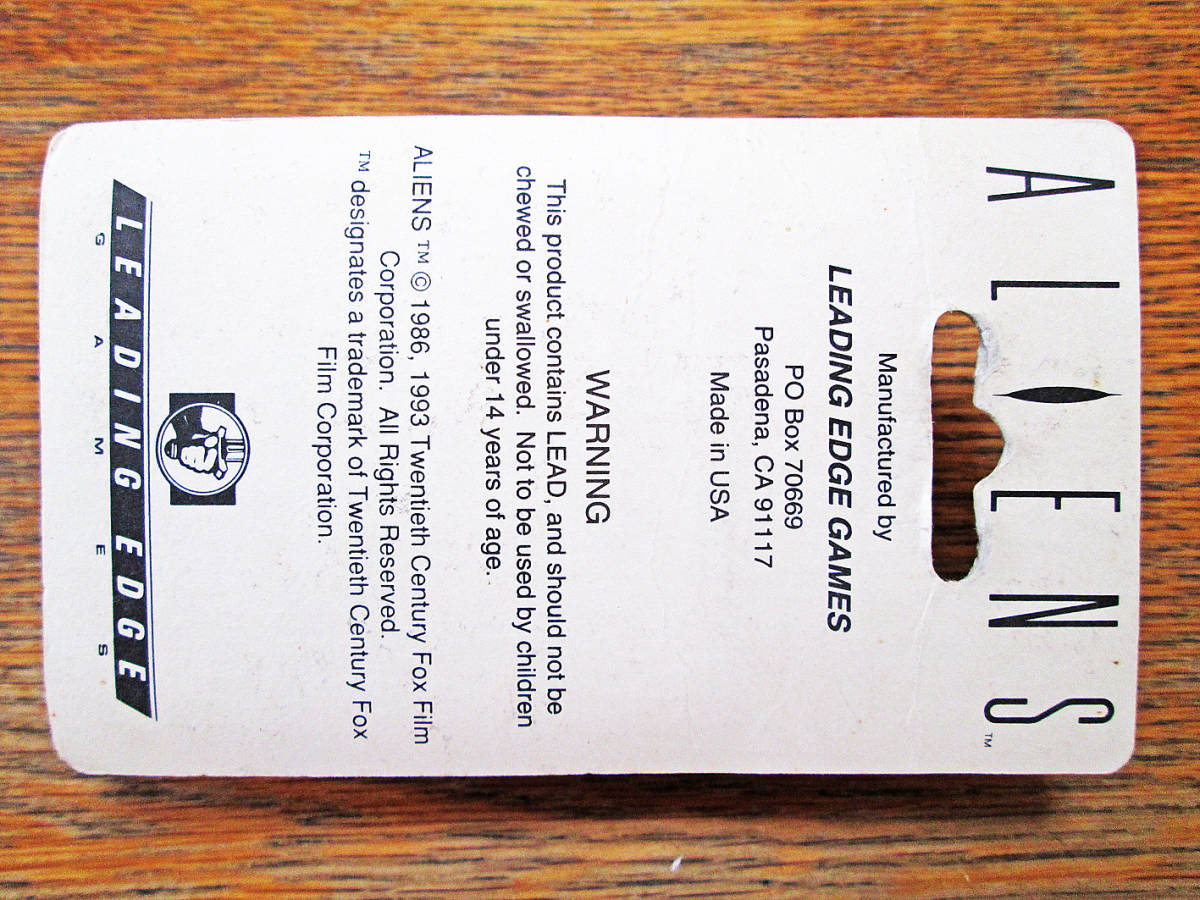 ALIENS™
Manufactured by
LEADING EDGE GAMES
PO Box 70669
Pasadena, CA 91117
Made in USA
WARNING
This product contains LEAD, and should not be
chewed or swallowed. Not to be used by children
under 14 years of age.
ALIENS ™ © 1986, 1993 Twentieth Century Fox Film
Corporation. All Rights Reserved.
™ designates a trademark of Twentieth Century Fox
Film Corporation.
LEADING EDGE
GAMES